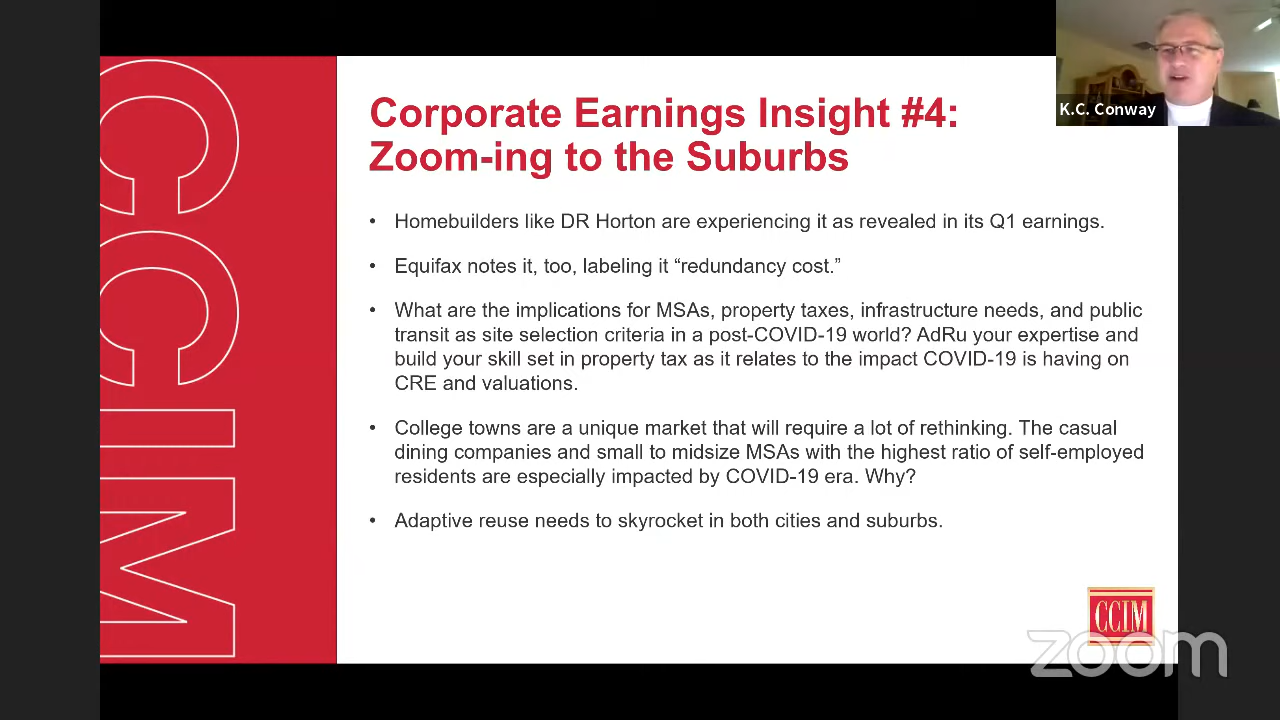 CCIM
Corporate Earnings Insight #4:
Zoom-ing to the Suburbs
K.C. Conway
• Homebuilders like DR Horton are experiencing it as revealed in its Q1 earnings.
• Equifax notes it, too, labeling it “redundancy cost.”
• What are the implications for MSAs, property taxes, infrastructure needs, and public
transit as site selection criteria in a post-COVID-19 world? AdRu your expertise and
build your skill set in property tax as it relates to the impact COVID-19 is having on
CRE and valuations.
• College towns are a unique market that will require a lot of rethinking. The casual
dining companies and small to midsize MSAs with the highest ratio of self-employed
residents are especially impacted by COVID-19 era. Why?
• Adaptive reuse needs to skyrocket in both cities and suburbs.
CCIM
zoom